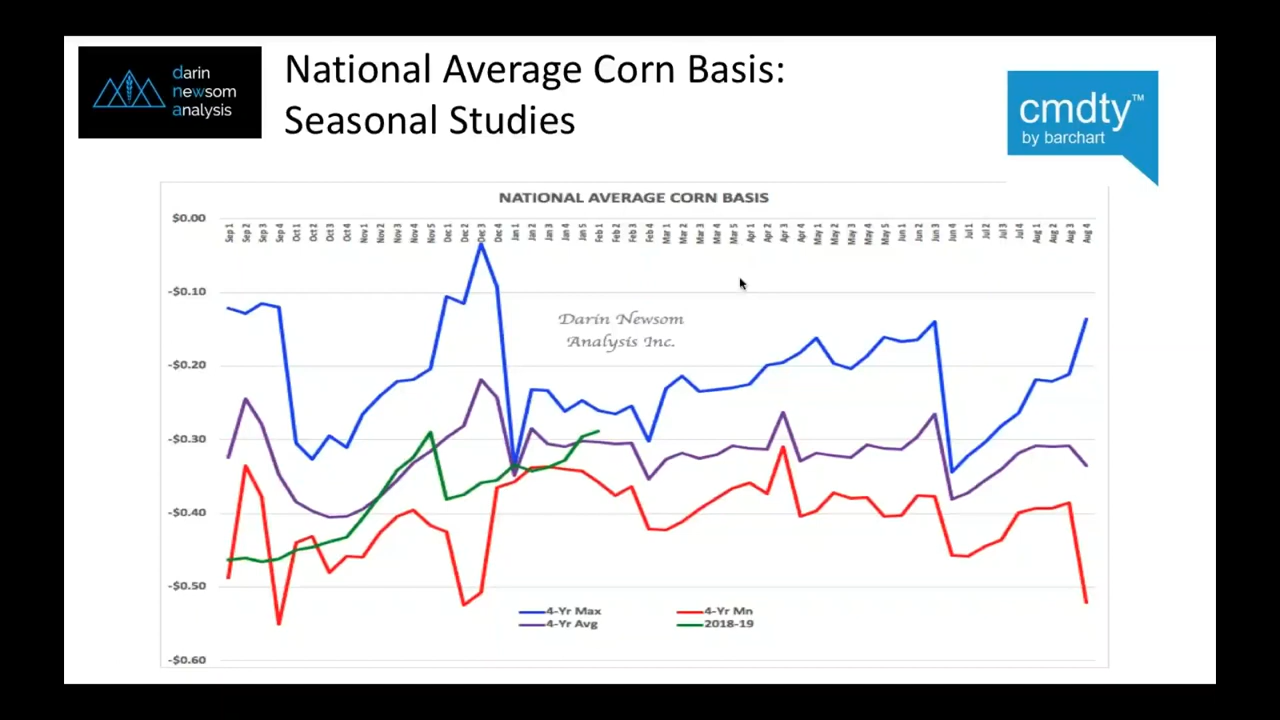 darin
newsom
analysis
National Average Corn Basis:
Seasonal Studies
cmdty™
by barchart
NATIONAL AVERAGE CORN BASIS
$0.00
-$0.10
-$0.20
-$0.30
-$0.40
-$0.50
-$0.60
Sep 1
Sep 2
Sep 3
Sep 4
Oct 1
Oct 2
Oct 3
Oct 4
Nov 1
Nov 2
Nov 3
Nov 4
Nov 5
Dec 1
Dec 2
Dec 3
Dec 4
Jan 1
Jan 2
Jan 3
Jan 4
Jan 5
Feb 1
Feb 2
Feb 3
Feb 4
Mar 1
Mar 2
Mar 3
Mar 4
Mar 5
Apr 1
Apr 2
Apr 3
Apr 4
May 1
May 2
May 3
May 4
May 5
Jun 1
Jun 2
Jun 3
Jun 4
Jul 1
Jul 2
Jul 3
Jul 4
Aug 1
Aug 2
Aug 3
Aug 4
Darin Newsom
Analysis Inc.
4-Yr Max
4-Yr Mn
4-Yr Avg
2018-19